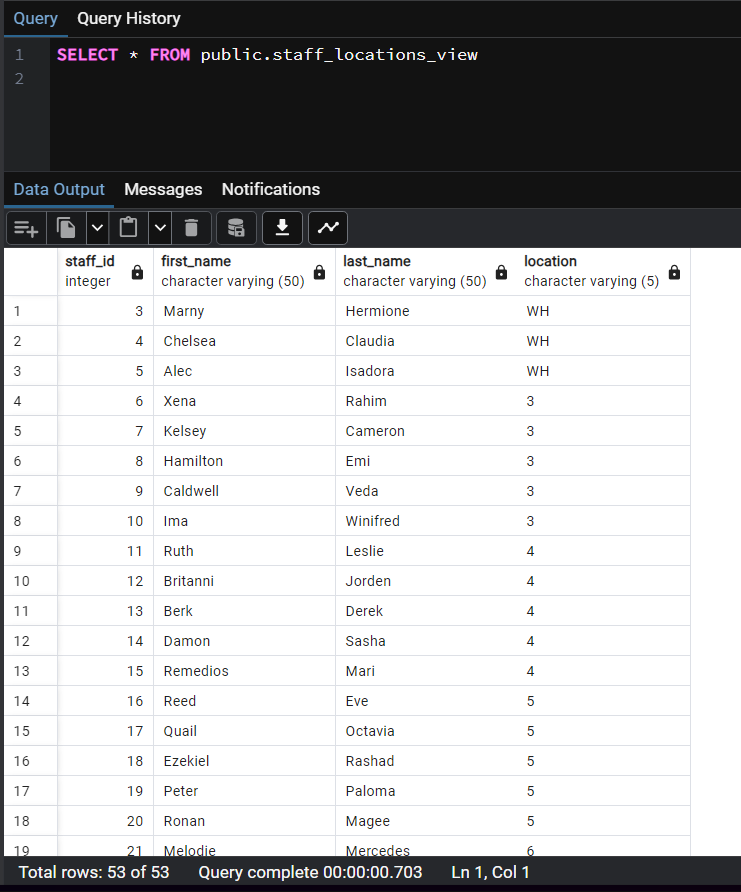 Query Query History
1 SELECT * FROM public.staff_locations_view
2
Data Output Messages Notifications
staff_id first_name last_name location
integer character varying (50) character varying (50) character varying (5)
1 3 Marny Hermione WH
2 4 Chelsea Claudia WH
3 5 Alec Isadora WH
4 6 Xena Rahim 3
5 7 Kelsey Cameron 3
6 8 Hamilton Emi 3
7 9 Caldwell Veda 3
8 10 Ima Winifred 3
9 11 Ruth Leslie 4
10 12 Britanni Jorden 4
11 13 Berk Derek 4
12 14 Damon Sasha 4
13 15 Remedios Mari 4
14 16 Reed Eve 5
15 17 Quail Octavia 5
16 18 Ezekiel Rashad 5
17 19 Peter Paloma 5
18 20 Ronan Magee 5
19 21 Melodie Mercedes 6
Total rows: 53 of 53 Query complete 00:00:00.703 Ln 1, Col 1